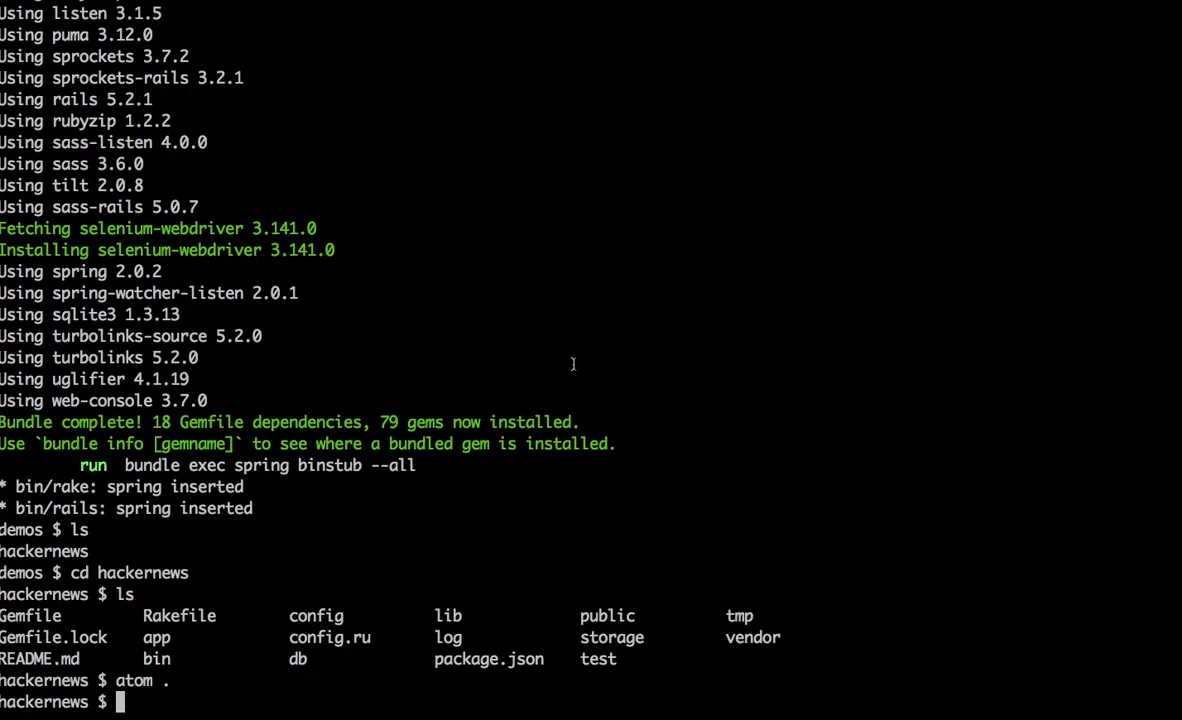 Using listen 3.1.5
Using puma 3.12.0
Using sprockets 3.7.2
Using sprockets-rails 3.2.1
Using rails 5.2.1
Using rubyzip 1.2.2
Using sass-listen 4.0.0
Using sass 3.6.0
Using tilt 2.0.8
Using sass-rails 5.0.7
Fetching selenium-webdriver 3.141.0
Installing selenium-webdriver 3.141.0
Using spring 2.0.2
Using spring-watcher-listen 2.0.1
Using sqlite3 1.3.13
Using turbolinks-source 5.2.0
Using turbolinks 5.2.0
Using uglifier 4.1.19
Using web-console 3.7.0
Bundle complete! 18 Gemfile dependencies, 79 gems now installed.
Use `bundle info [gemname]` to see where a bundled gem is installed.
run  bundle exec spring binstub --all
* bin/rake: spring inserted
* bin/rails: spring inserted
demos $ ls
hackernews
demos $ cd hackernews
hackernews $ ls
Gemfile Rakefile config lib public tmp
Gemfile.lock app config.ru log storage vendor
README.md bin db package.json test
hackernews $ atom .
hackernews $